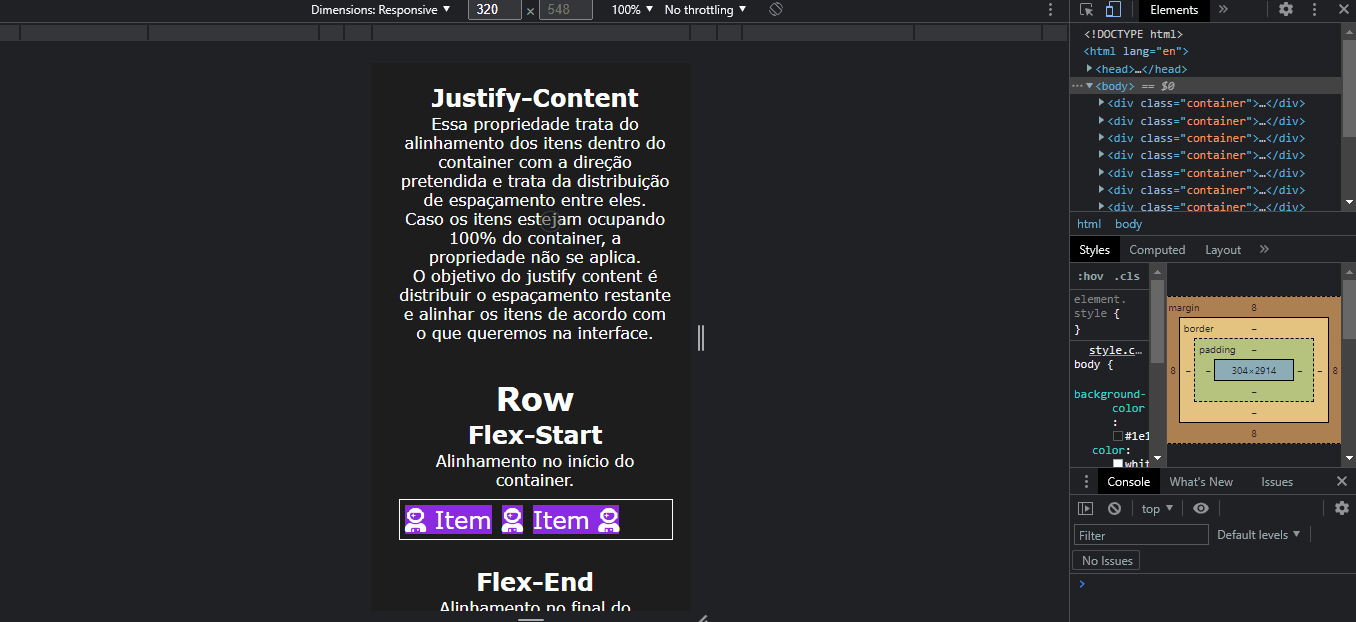 Dimensions: Responsive ▼ 320 × 548 100% ▼ No throttling ▼
Elements
<!DOCTYPE html>
<html lang="en">
<head>…</head>
<body> == $0
<div class="container">…</div>
<div class="container">…</div>
<div class="container">…</div>
<div class="container">…</div>
<div class="container">…</div>
<div class="container">…</div>
<div class="container">…</div>
html body
Styles Computed Layout
:hov .cls
element.
style {
}
style.c…
body {
background-
color
:
#1e1
color:
whit
margin 8
border –
padding –
8 – – 304×2914 – – 8
–
–
8
Console What's New Issues
top ▼
Filter Default levels ▼
No Issues
Justify-Content
Essa propriedade trata do
alinhamento dos itens dentro do
container com a direção
pretendida e trata da distribuição
de espaçamento entre eles.
Caso os itens estejam ocupando
100% do container, a
propriedade não se aplica.
O objetivo do justify content é
distribuir o espaçamento restante
e alinhar os itens de acordo com
o que queremos na interface.
Row
Flex-Start
Alinhamento no início do
container.
Item Item
Flex-End
Alinhamento no final do